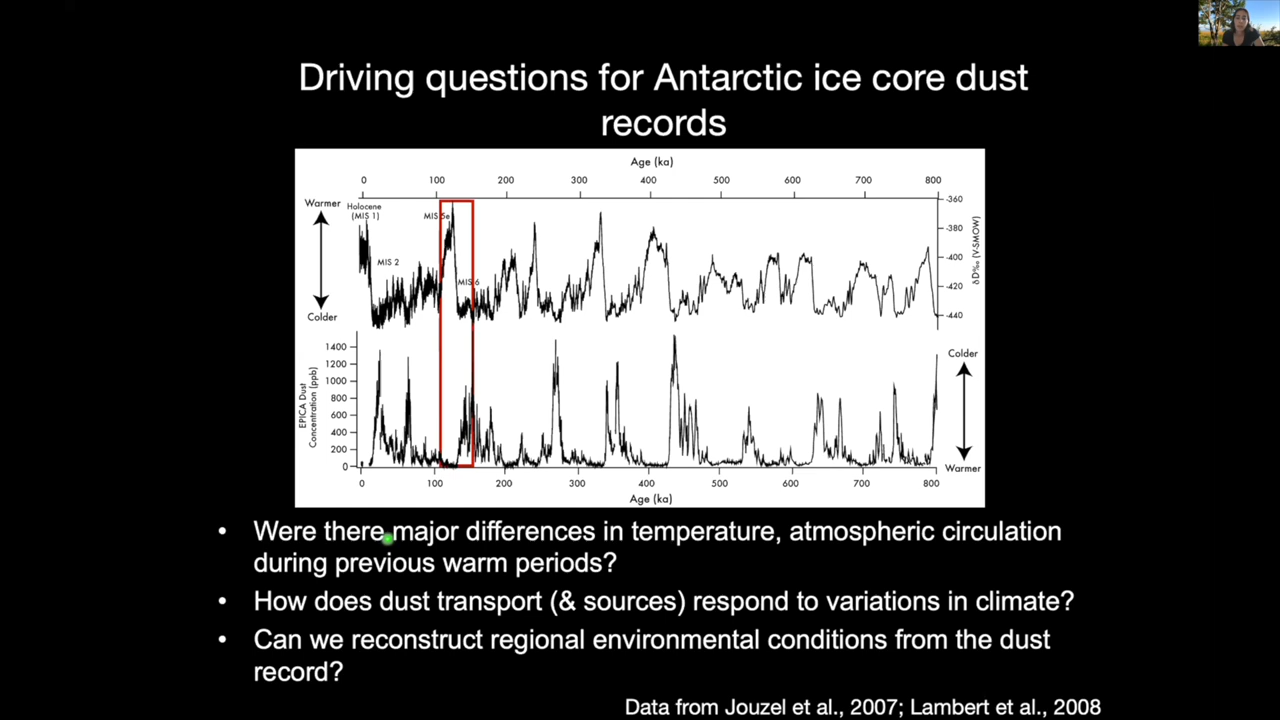 Driving questions for Antarctic ice core dust
records
Age (ka)
0 100 200 300 400 500 600 700 800
Warmer
Holocene
(MIS 1)
MIS 5e
MIS 2
MIS 6
Colder
-360
-380
-400
-420
-440
δD‰ (V-SMOW)
1400
1200
1000
800
600
400
200
0
EPICA Dust
Concentration (ppb)
Colder
Warmer
0 100 200 300 400 500 600 700 800
Age (ka)
• Were there major differences in temperature, atmospheric circulation
during previous warm periods?
• How does dust transport (& sources) respond to variations in climate?
• Can we reconstruct regional environmental conditions from the dust
record?
Data from Jouzel et al., 2007; Lambert et al., 2008